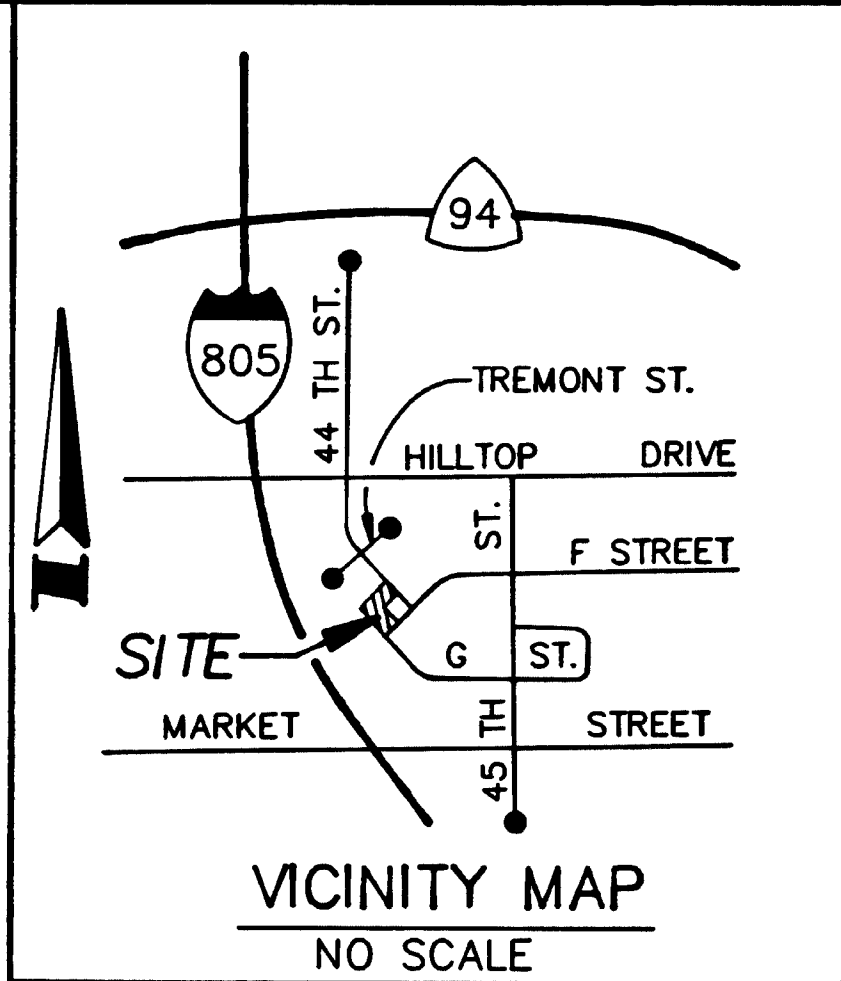 94
805
44 TH ST.
TREMONT ST.
HILLTOP DRIVE
F STREET
SITE
G ST.
45 TH ST.
MARKET STREET
VICINITY MAP
NO SCALE